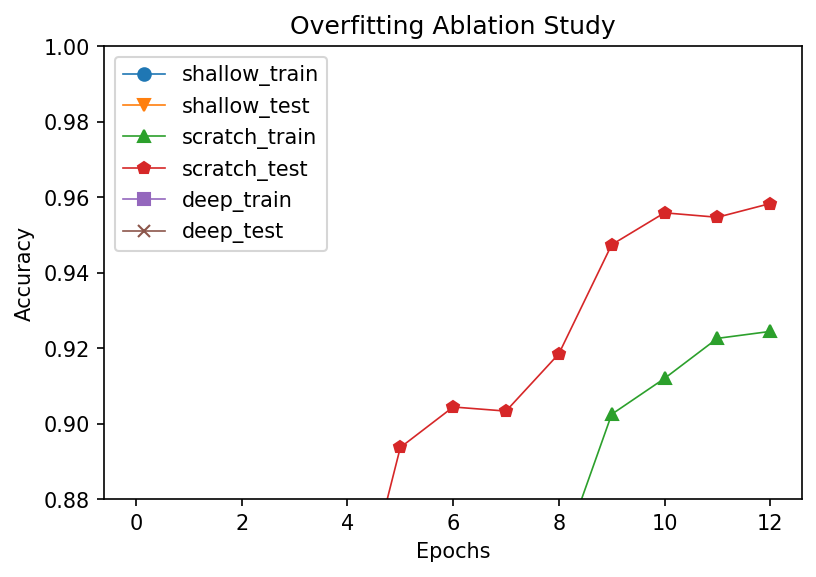 Overfitting Ablation Study
1.00
0.98
0.96
0.94
0.92
0.90
0.88
Accuracy
shallow_train
shallow_test
scratch_train
scratch_test
deep_train
deep_test
0 2 4 6 8 10 12
Epochs